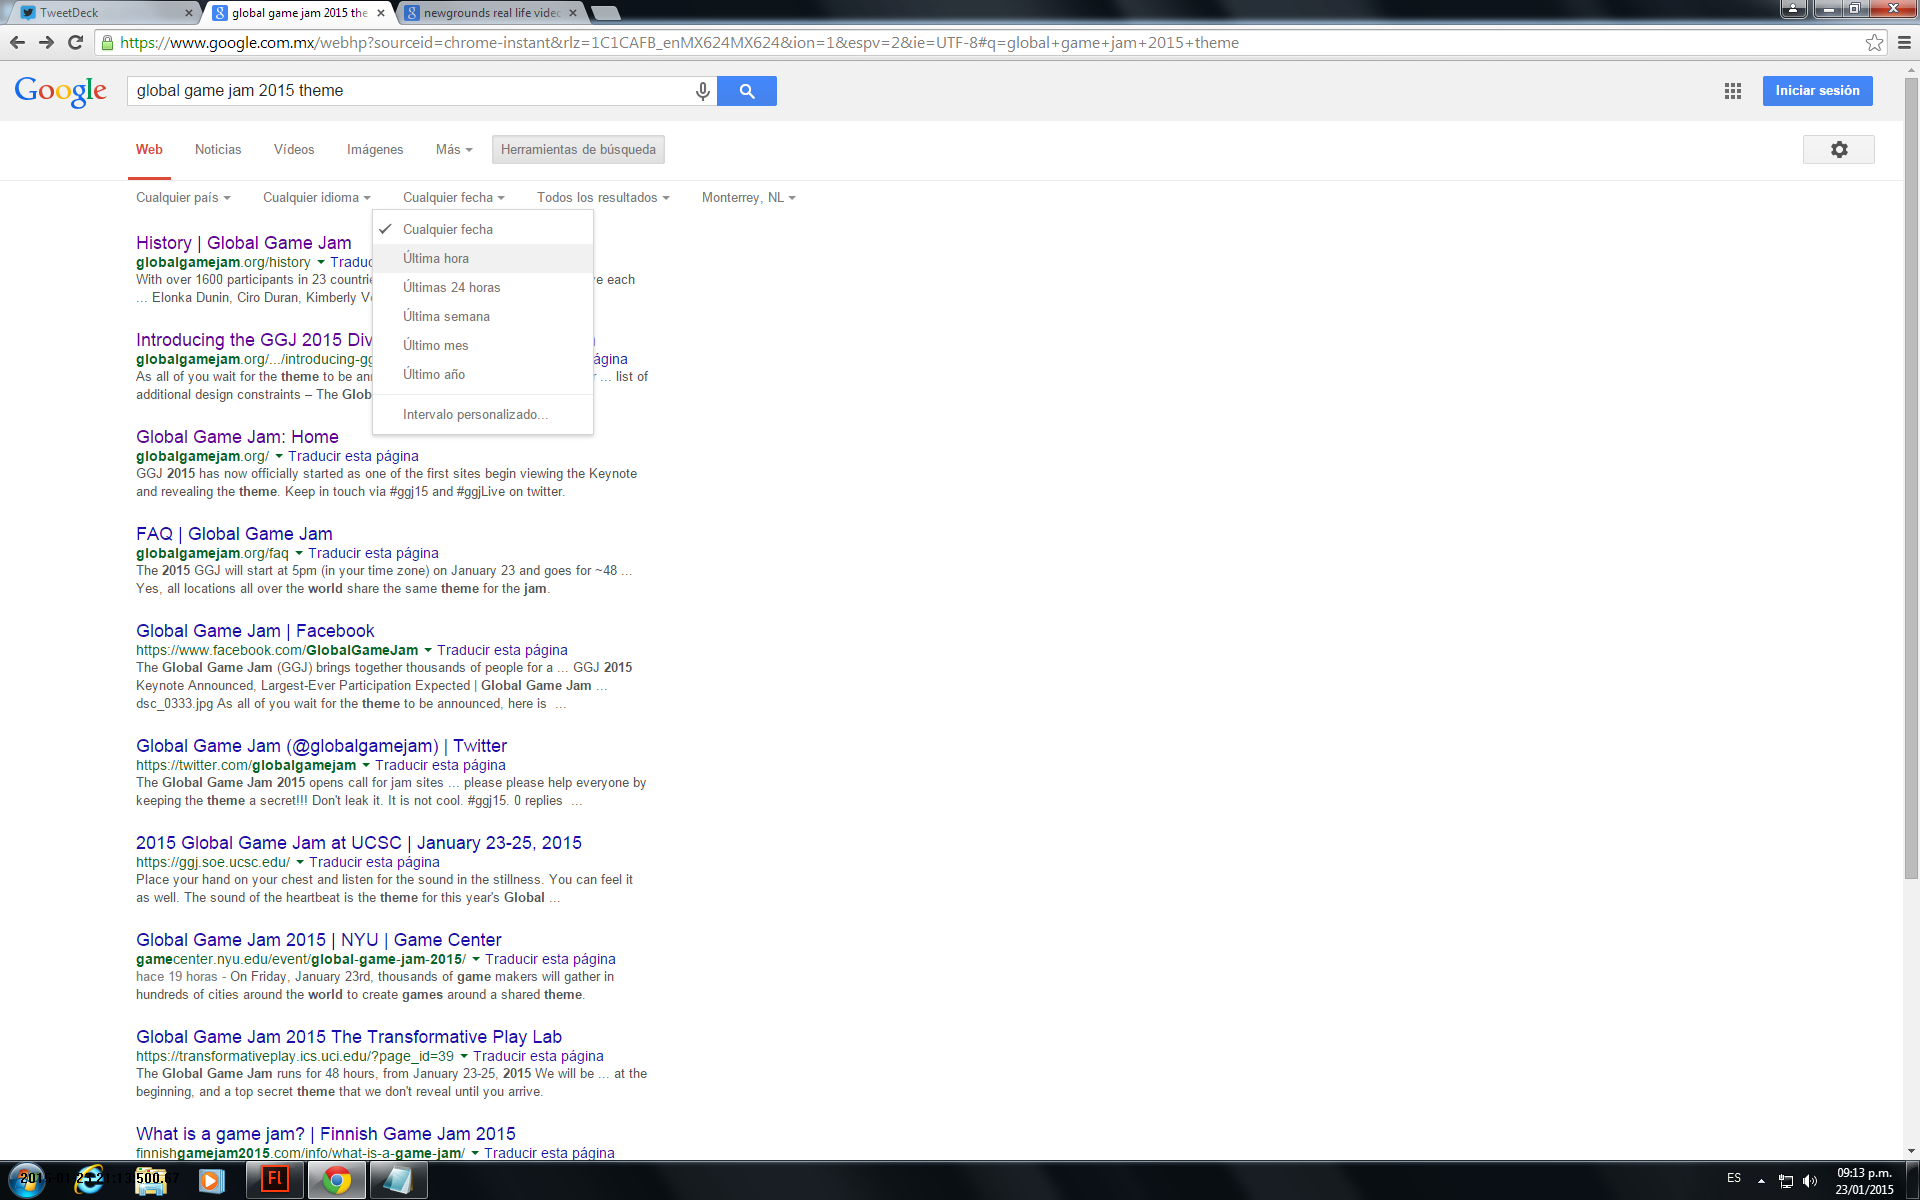 TweetDeck
global game jam 2015 the
newgrounds real life video
https://www.google.com.mx/webhp?sourceid=chrome-instant&rlz=1C1CAFB_enMX624MX624&ion=1&espv=2&ie=UTF-8#q=global+game+jam+2015+theme
Google
global game jam 2015 theme
Iniciar sesión
Web
Noticias
Vídeos
Imágenes
Más
Herramientas de búsqueda
Cualquier país
Cualquier idioma
Cualquier fecha
Todos los resultados
Monterrey, NL
Cualquier fecha
Última hora
Últimas 24 horas
Última semana
Último mes
Último año
Intervalo personalizado...
History | Global Game Jam
globalgamejam.org/history Traduc
With over 1600 participants in 23 countrie e each
... Elonka Dunin, Ciro Duran, Kimberly V
Introducing the GGJ 2015 Div
globalgamejam.org/.../introducing-gg ágina
As all of you wait for the theme to be an ... list of
additional design constraints – The Glob
Global Game Jam: Home
globalgamejam.org/ Traducir esta página
GGJ 2015 has now officially started as one of the first sites begin viewing the Keynote
and revealing the theme. Keep in touch via #ggj15 and #ggjLive on twitter.
FAQ | Global Game Jam
globalgamejam.org/faq Traducir esta página
The 2015 GGJ will start at 5pm (in your time zone) on January 23 and goes for ~48 ...
Yes, all locations all over the world share the same theme for the jam.
Global Game Jam | Facebook
https://www.facebook.com/GlobalGameJam Traducir esta página
The Global Game Jam (GGJ) brings together thousands of people for a ... GGJ 2015
Keynote Announced, Largest-Ever Participation Expected | Global Game Jam ...
dsc_0333.jpg As all of you wait for the theme to be announced, here is ...
Global Game Jam (@globalgamejam) | Twitter
https://twitter.com/globalgamejam Traducir esta página
The Global Game Jam 2015 opens call for jam sites ... please please help everyone by
keeping the theme a secret!!! Don't leak it. It is not cool. #ggj15. 0 replies ...
2015 Global Game Jam at UCSC | January 23-25, 2015
https://ggj.soe.ucsc.edu/ Traducir esta página
Place your hand on your chest and listen for the sound in the stillness. You can feel it
as well. The sound of the heartbeat is the theme for this year's Global ...
Global Game Jam 2015 | NYU | Game Center
gamecenter.nyu.edu/event/global-game-jam-2015/ Traducir esta página
hace 19 horas - On Friday, January 23rd, thousands of game makers will gather in
hundreds of cities around the world to create games around a shared theme.
Global Game Jam 2015 The Transformative Play Lab
https://transformativeplay.ics.uci.edu/?page_id=39 Traducir esta página
The Global Game Jam runs for 48 hours, from January 23-25, 2015 We will be ... at the
beginning, and a top secret theme that we don't reveal until you arrive.
What is a game jam? | Finnish Game Jam 2015
finnishgamejam2015.com/info/what-is-a-game-jam/ Traducir esta página
Fl
ES
09:13 p.m.
23/01/2015